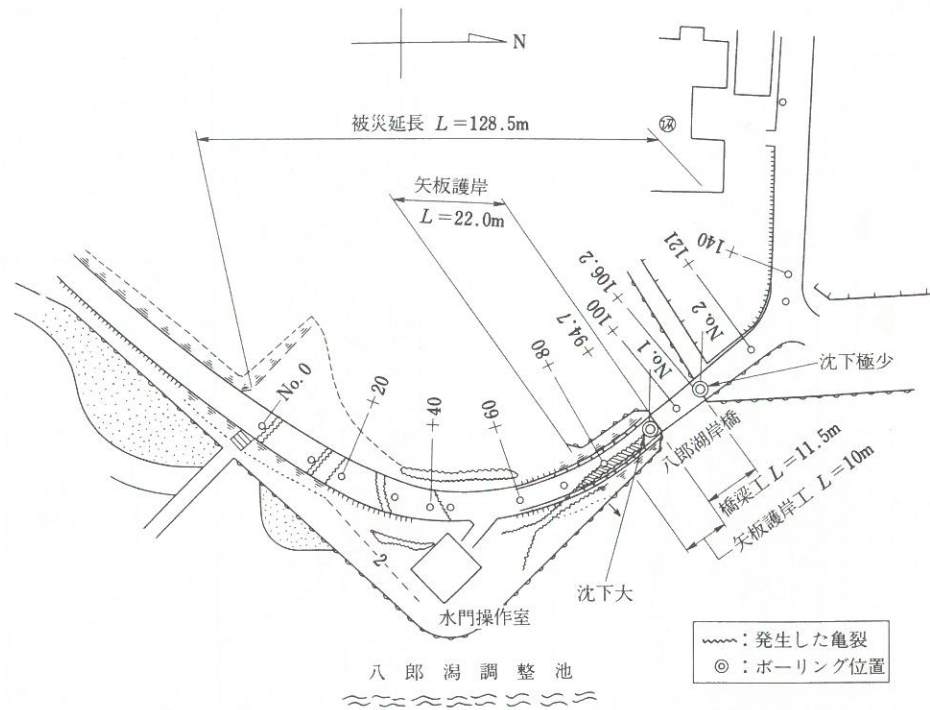 N
被災延長 L=128.5m
矢板護岸
L=22.0m
+140
+121
+106.2
+100
+94.7
+80
No.2
No.1
沈下極少
No.0
+20
+40
+60
八郎湖岸橋
橋梁工 L=11.5m
矢板護岸工 L=10m
2
水門操作室
沈下大
八郎潟調整池
:発生した亀裂
◎:ボーリング位置